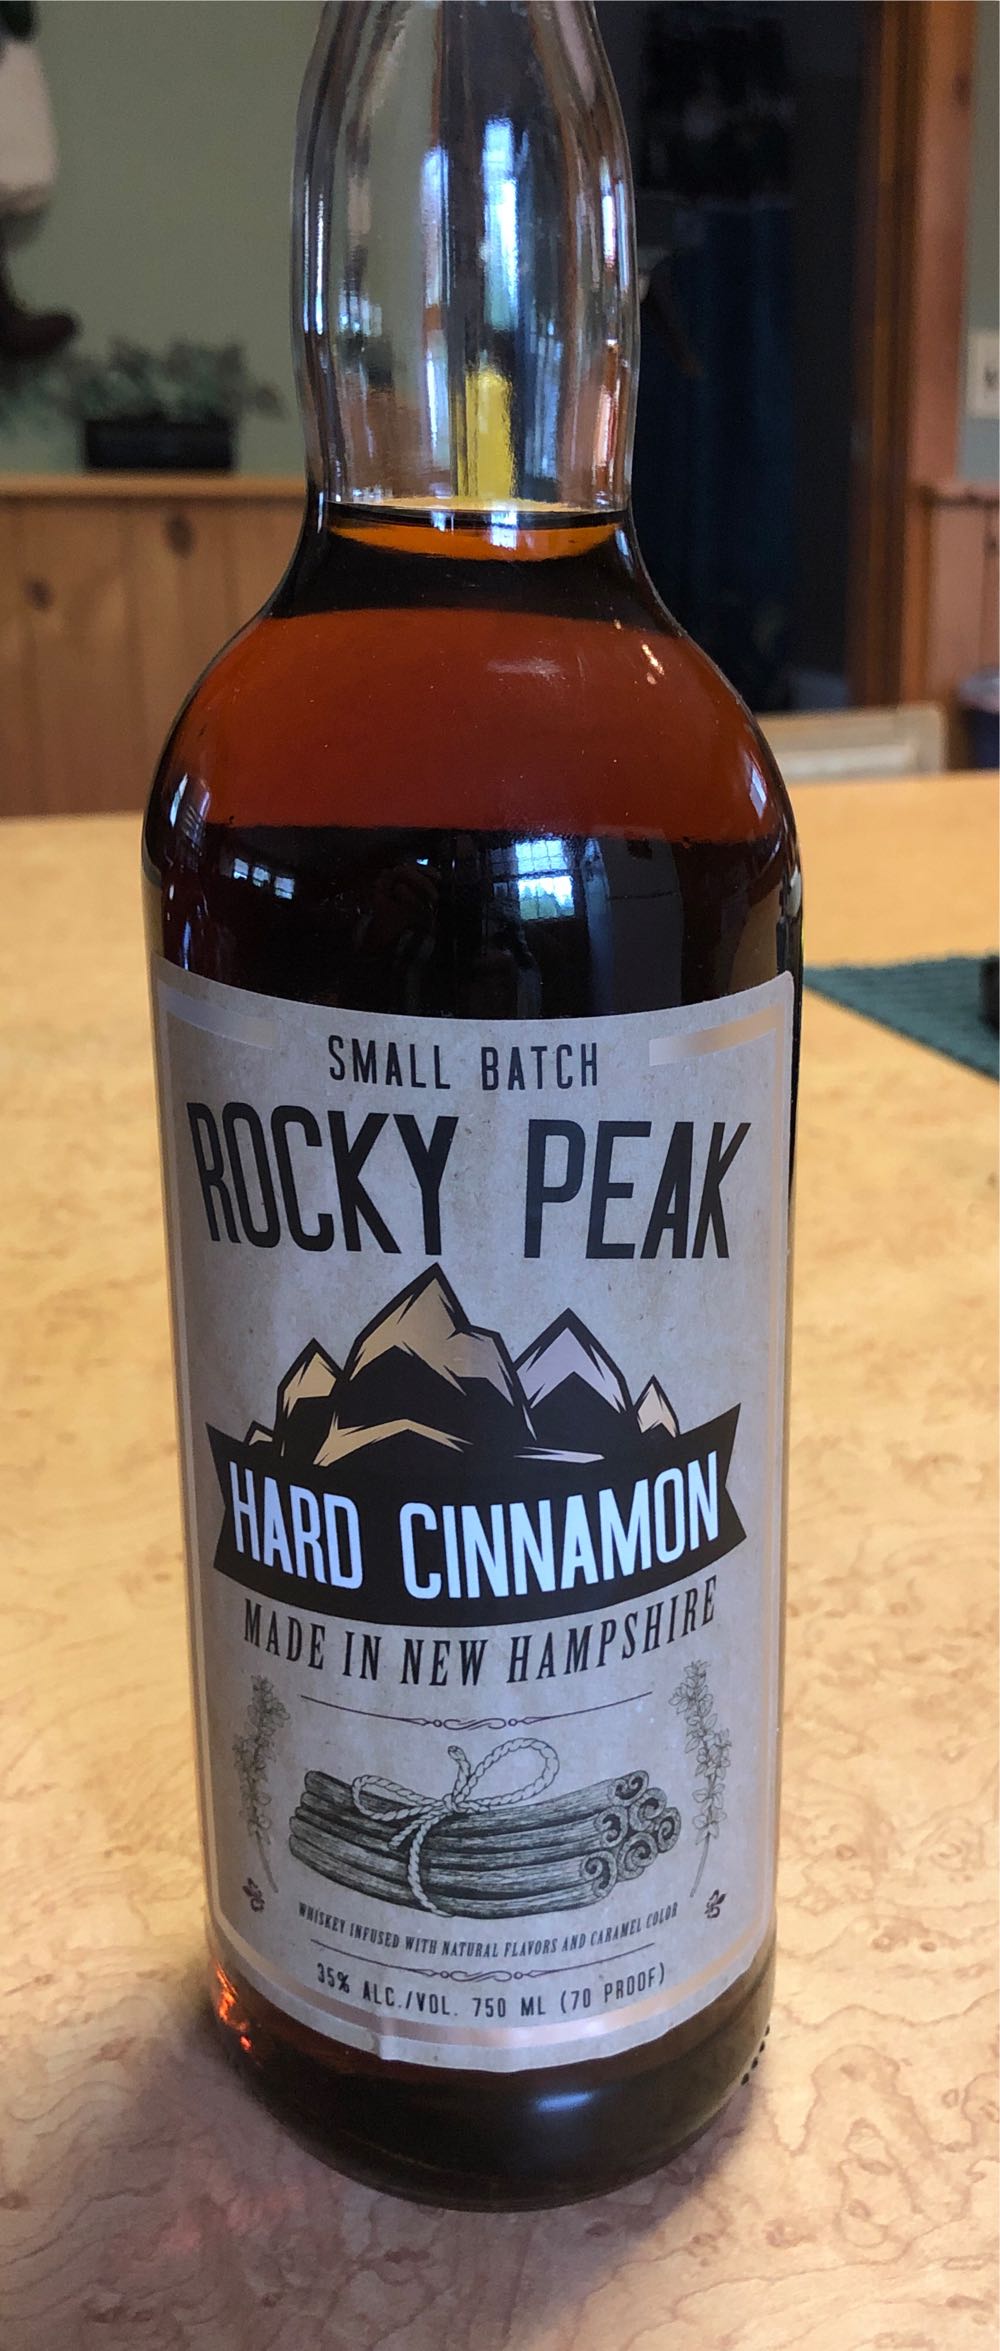 SMALL BATCH
ROCKY PEAK
HARD CINNAMON
MADE IN NEW HAMPSHIRE
WHISKEY INFUSED WITH NATURAL FLAVORS AND CARAMEL COLOR
35% ALC./VOL. 750 ML (70 PROOF)